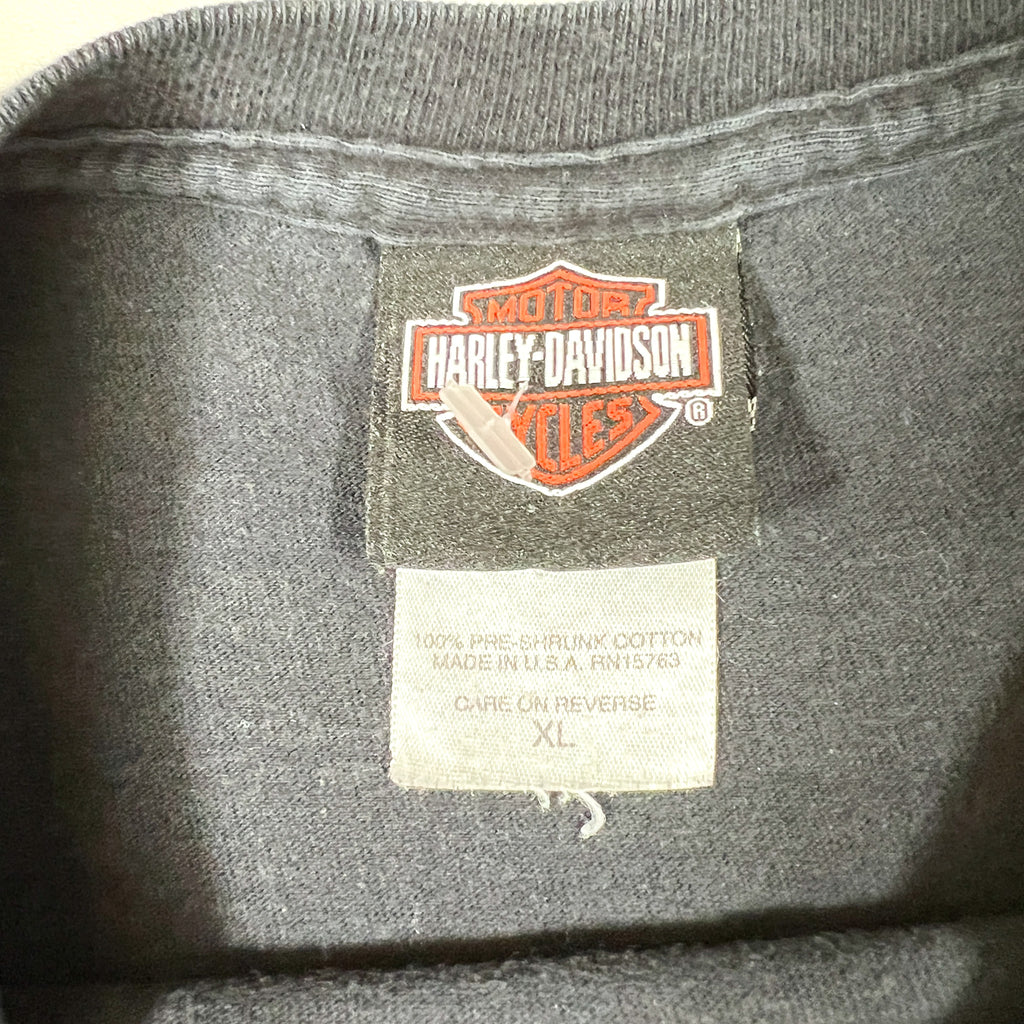 MOTOR
HARLEY-DAVIDSON
CYCLES
®
100% PRE-SHRUNK COTTON
MADE IN U.S.A. RN15763
CARE ON REVERSE
XL